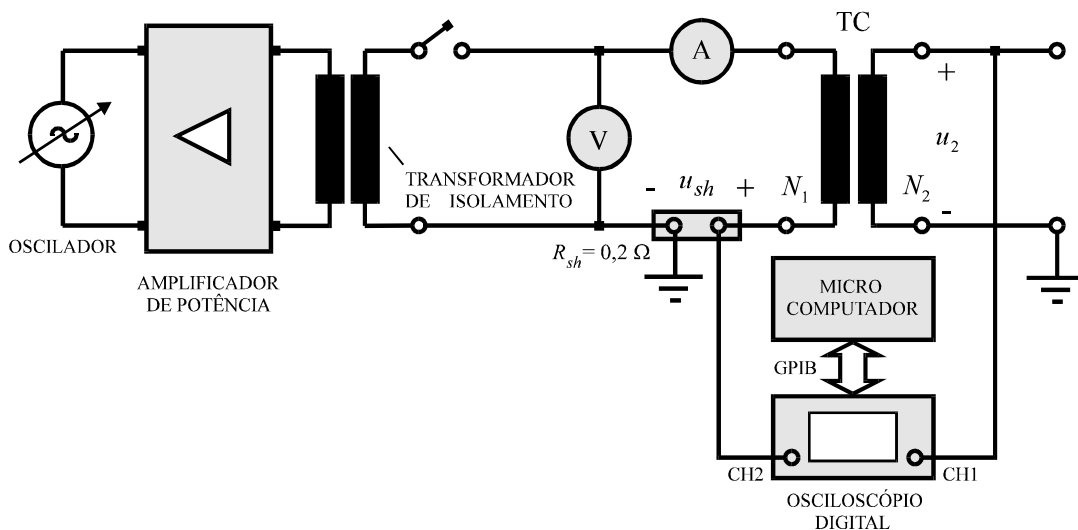 TC
A
V
+
u2
-
- ush +
N1
N2
TRANSFORMADOR
DE ISOLAMENTO
OSCILADOR
Rsh= 0,2 Ω
AMPLIFICADOR
DE POTÊNCIA
MICRO
COMPUTADOR
GPIB
CH2
CH1
OSCILOSCÓPIO
DIGITAL